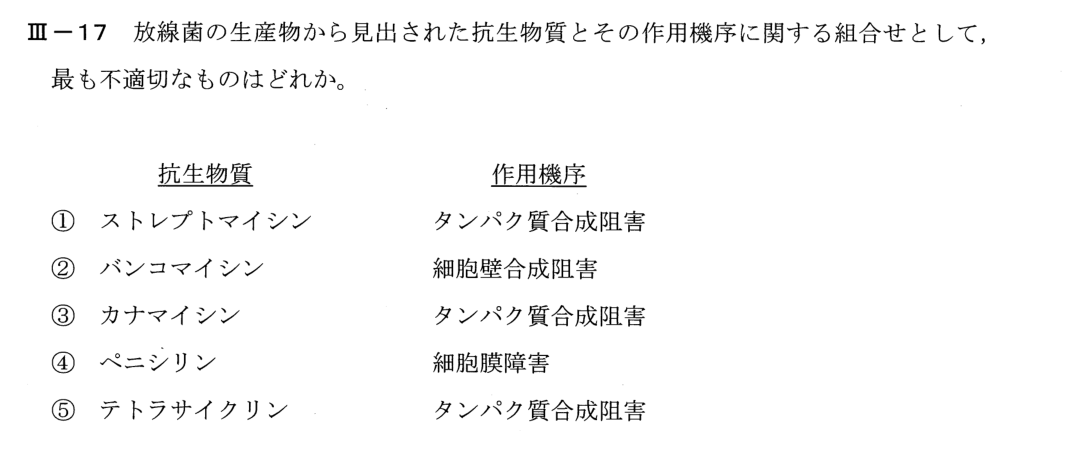 Ⅲ－17　放線菌の生産物から見出された抗生物質とその作用機序に関する組合せとして，
最も不適切なものはどれか。
抗生物質　作用機序
①　ストレプトマイシン　タンパク質合成阻害
②　バンコマイシン　細胞壁合成阻害
③　カナマイシン　タンパク質合成阻害
④　ペニシリン　細胞膜障害
⑤　テトラサイクリン　タンパク質合成阻害